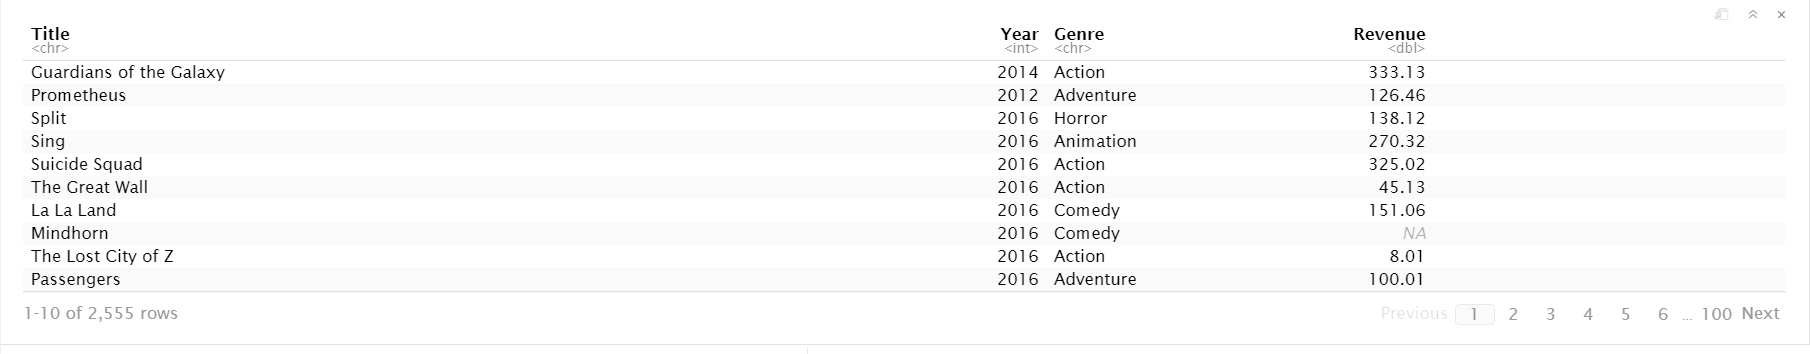 Title Year Genre Revenue
<chr> <int> <chr> <dbl>
Guardians of the Galaxy 2014 Action 333.13
Prometheus 2012 Adventure 126.46
Split 2016 Horror 138.12
Sing 2016 Animation 270.32
Suicide Squad 2016 Action 325.02
The Great Wall 2016 Action 45.13
La La Land 2016 Comedy 151.06
Mindhorn 2016 Comedy NA
The Lost City of Z 2016 Action 8.01
Passengers 2016 Adventure 100.01
1-10 of 2,555 rows Previous 1 2 3 4 5 6 ... 100 Next